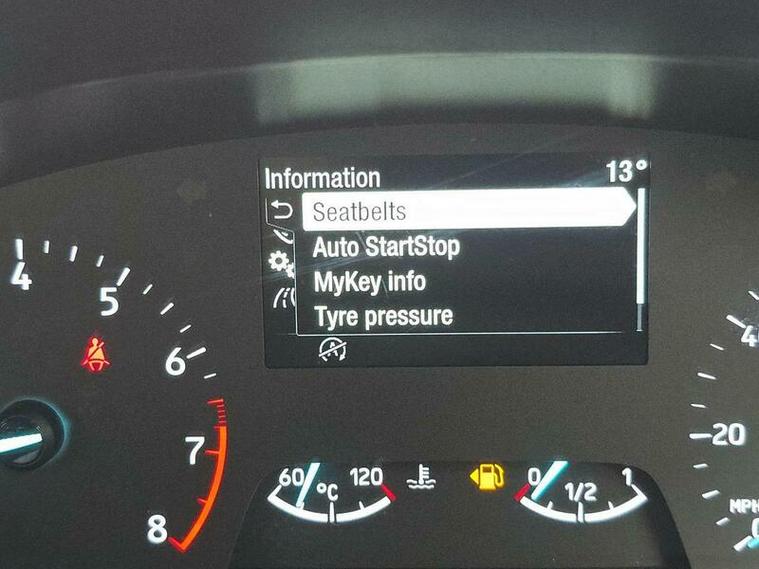 Information 13°
Seatbelts
Auto StartStop
MyKey info
Tyre pressure
A
4
5
6
7
8
60 120
°C
0 1/2 1
20
MPH